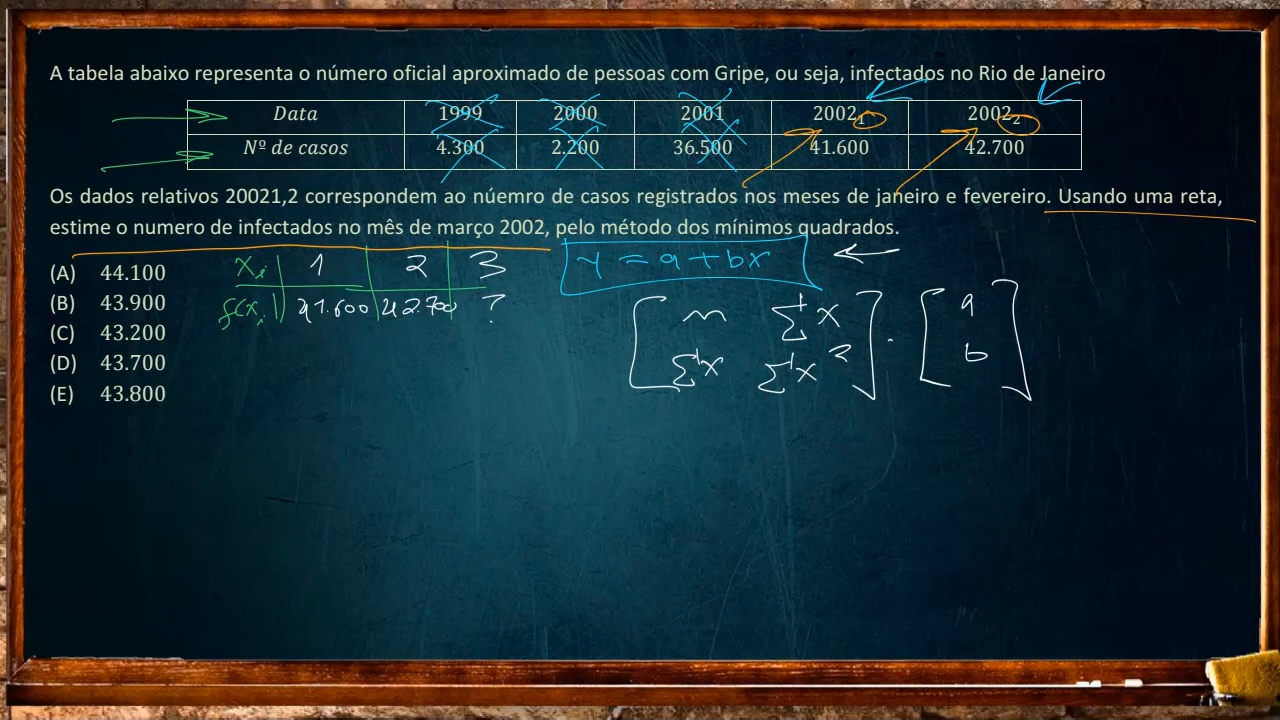 A tabela abaixo representa o número oficial aproximado de pessoas com Gripe, ou seja, infectados no Rio de Janeiro
Data 1999 2000 2001 2002₁ 2002₂
Nº de casos 4.300 2.200 36.500 41.600 42.700
Os dados relativos 20021,2 correspondem ao núemro de casos registrados nos meses de janeiro e fevereiro. Usando uma reta,
estime o numero de infectados no mês de março 2002, pelo método dos mínimos quadrados.
(A) 44.100
(B) 43.900
(C) 43.200
(D) 43.700
(E) 43.800
xᵢ 1 2 3
f(xᵢ) 41.600 42.700 ?
Y = a + bx
[ n Σx ] · [ a ]
[ Σx Σx² ] [ b ]